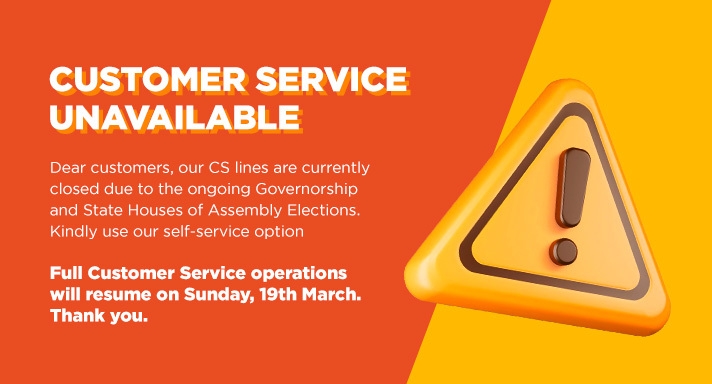 CUSTOMER SERVICE
UNAVAILABLE
Dear customers, our CS lines are currently
closed due to the ongoing Governorship
and State Houses of Assembly Elections.
Kindly use our self-service option
Full Customer Service operations
will resume on Sunday, 19th March.
Thank you.